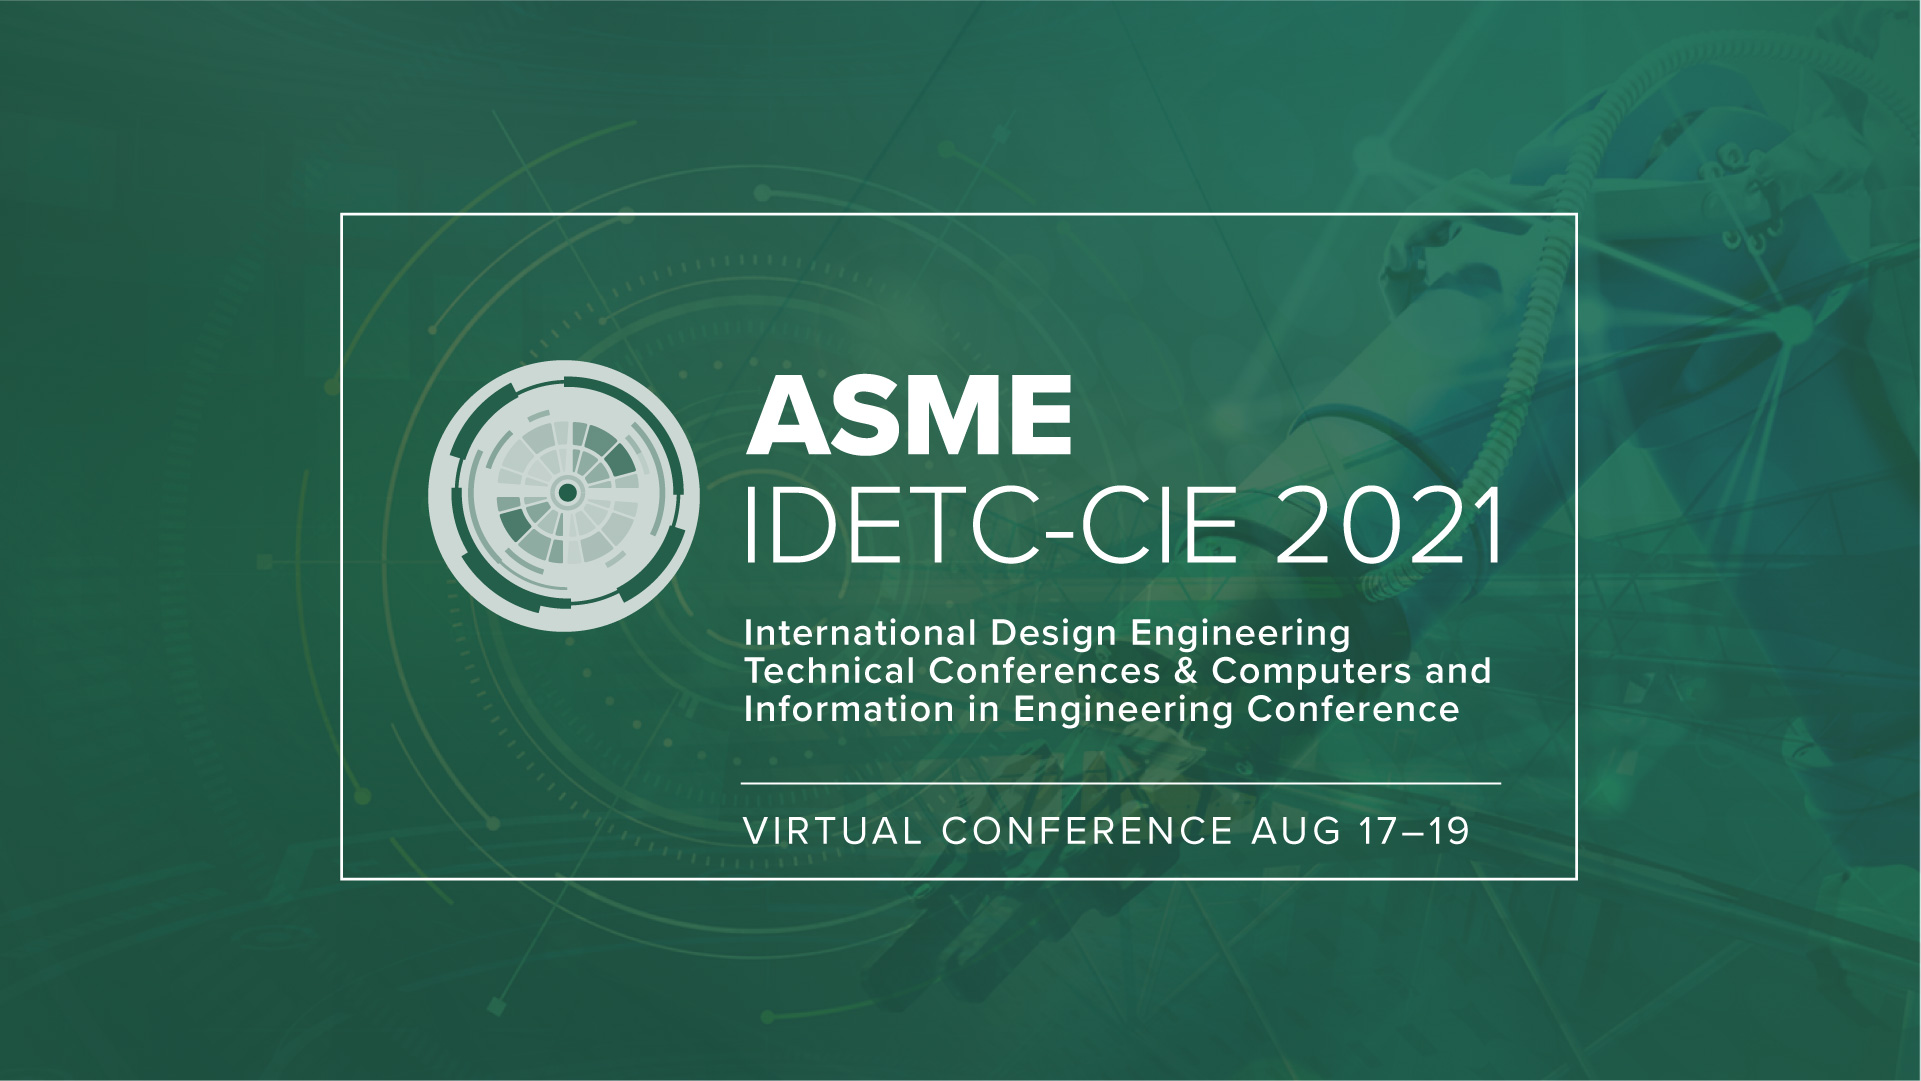 ASME
IDETC-CIE 2021
International Design Engineering
Technical Conferences & Computers and
Information in Engineering Conference
VIRTUAL CONFERENCE AUG 17–19